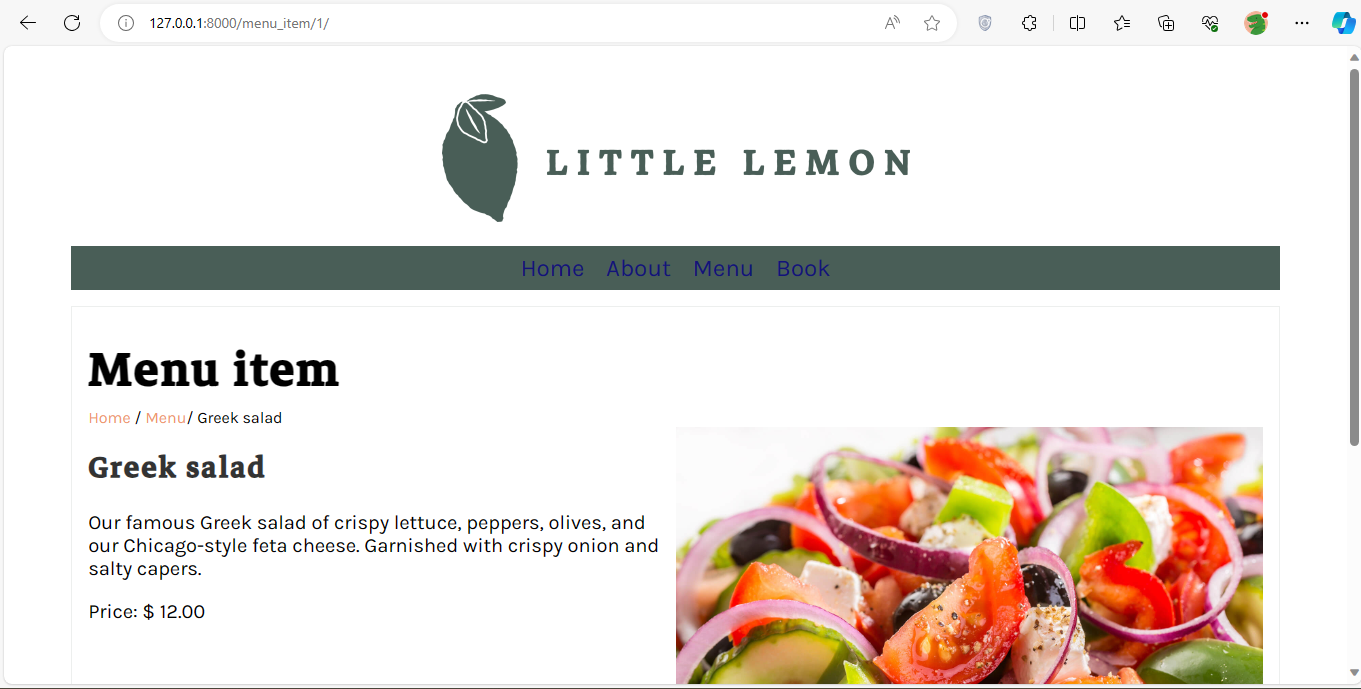 127.0.0.1:8000/menu_item/1/
LITTLE LEMON
Home About Menu Book
Menu item
Home / Menu/ Greek salad
Greek salad
Our famous Greek salad of crispy lettuce, peppers, olives, and
our Chicago-style feta cheese. Garnished with crispy onion and
salty capers.
Price: $ 12.00